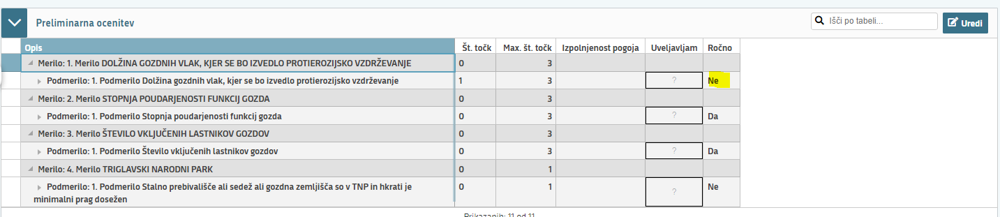 Preliminarna ocenitev
Išči po tabeli...
Uredi
Opis Št. točk Max. št. točk Izpolnjenost pogoja Uveljavljam Ročno
Merilo: 1. Merilo DOLŽINA GOZDNIH VLAK, KJER SE BO IZVEDLO PROTIEROZIJSKO VZDRŽEVANJE 0 3
Podmerilo: 1. Podmerilo Dolžina gozdnih vlak, kjer se bo izvedlo protierozijsko vzdrževanje 1 3 ? Ne
Merilo: 2. Merilo STOPNJA POUDARJENOSTI FUNKCIJ GOZDA 0 3
Podmerilo: 1. Podmerilo Stopnja poudarjenosti funkcij gozda 0 3 ? Da
Merilo: 3. Merilo ŠTEVILO VKLJUČENIH LASTNIKOV GOZDOV 0 3
Podmerilo: 1. Podmerilo Število vključenih lastnikov gozdov 0 3 ? Da
Merilo: 4. Merilo TRIGLAVSKI NARODNI PARK 0 1
Podmerilo: 1. Podmerilo Stalno prebivališče ali sedež ali gozdna zemljišča so v TNP in hkrati je 0 1 ? Ne
minimalni prag dosežen
Prikazanih: 11 od 11